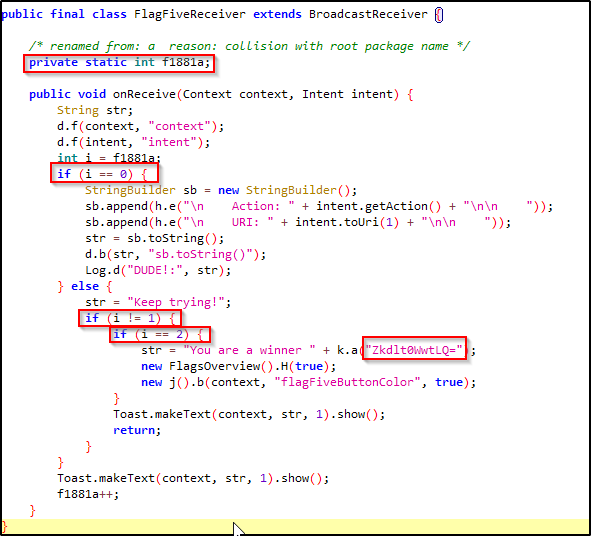 public final class FlagFiveReceiver extends BroadcastReceiver {
/* renamed from: a  reason: collision with root package name */
private static int f1881a;
public void onReceive(Context context, Intent intent) {
String str;
d.f(context, "context");
d.f(intent, "intent");
int i = f1881a;
if (i == 0) {
StringBuilder sb = new StringBuilder();
sb.append(h.e("\n    Action: " + intent.getAction() + "\n\n    "));
sb.append(h.e("\n    URI: " + intent.toUri(1) + "\n\n    "));
str = sb.toString();
d.b(str, "sb.toString()");
Log.d("DUDE!:", str);
} else {
str = "Keep trying!";
if (i != 1) {
if (i == 2) {
str = "You are a winner " + k.a("Zkdlt0WwtLQ=");
new FlagsOverview().H(true);
new j().b(context, "flagFiveButtonColor", true);
}
Toast.makeText(context, str, 1).show();
return;
}
}
Toast.makeText(context, str, 1).show();
f1881a++;
}
}